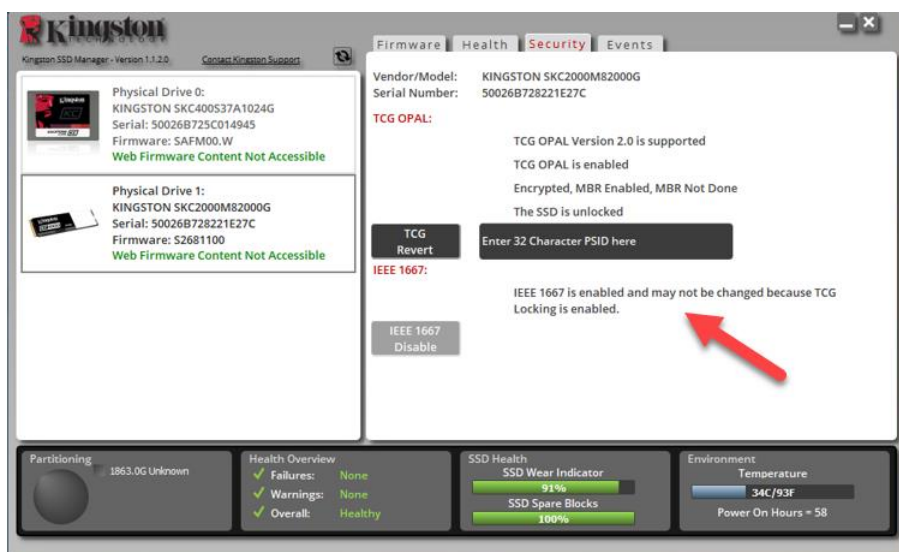 Kingston
TECHNOLOGY
Kingston SSD Manager - Version 1.1.2.0 Contact Kingston Support
Firmware Health Security Events
Physical Drive 0:
KINGSTON SKC400S37A1024G
Serial: 50026B725C014945
Firmware: SAFM00.W
Web Firmware Content Not Accessible
Physical Drive 1:
KINGSTON SKC2000M82000G
Serial: 50026B728221E27C
Firmware: S2681100
Web Firmware Content Not Accessible
Vendor/Model: KINGSTON SKC2000M82000G
Serial Number: 50026B728221E27C
TCG OPAL:
TCG OPAL Version 2.0 is supported
TCG OPAL is enabled
Encrypted, MBR Enabled, MBR Not Done
The SSD is unlocked
TCG
Revert
Enter 32 Character PSID here
IEEE 1667:
IEEE 1667 is enabled and may not be changed because TCG
Locking is enabled.
IEEE 1667
Disable
Partitioning
1863.0G Unknown
Health Overview
Failures: None
Warnings: None
Overall: Healthy
SSD Health
SSD Wear Indicator
91%
SSD Spare Blocks
100%
Environment
Temperature
34C/93F
Power On Hours = 58